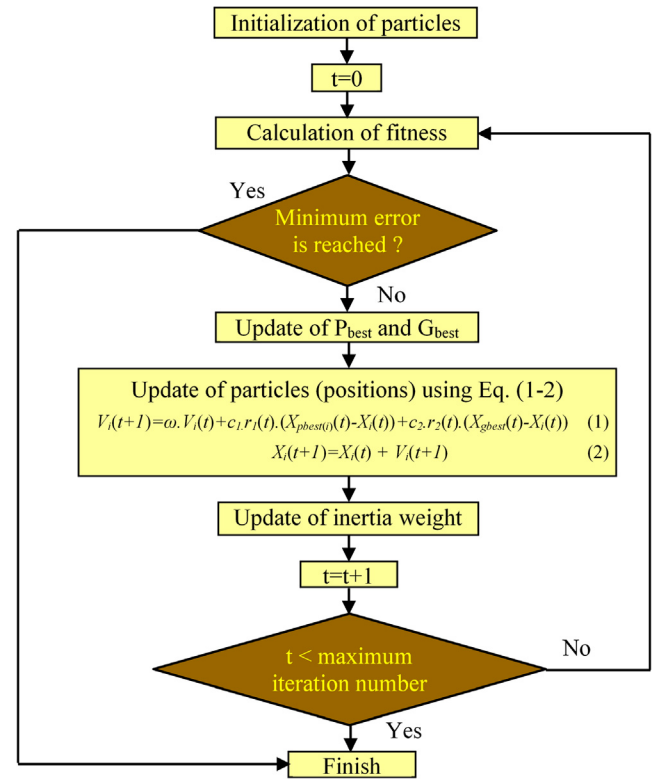 Initialization of particles
t=0
Calculation of fitness
Yes
Minimum error
is reached ?
No
Update of Pbest and Gbest
Update of particles (positions) using Eq. (1-2)
Vi(t+1)=ω.Vi(t)+c1.r1(t).(Xpbest(i)(t)-Xi(t))+c2.r2(t).(Xgbest(t)-Xi(t)) (1)
Xi(t+1)=Xi(t) + Vi(t+1) (2)
Update of inertia weight
t=t+1
t < maximum
iteration number
No
Yes
Finish